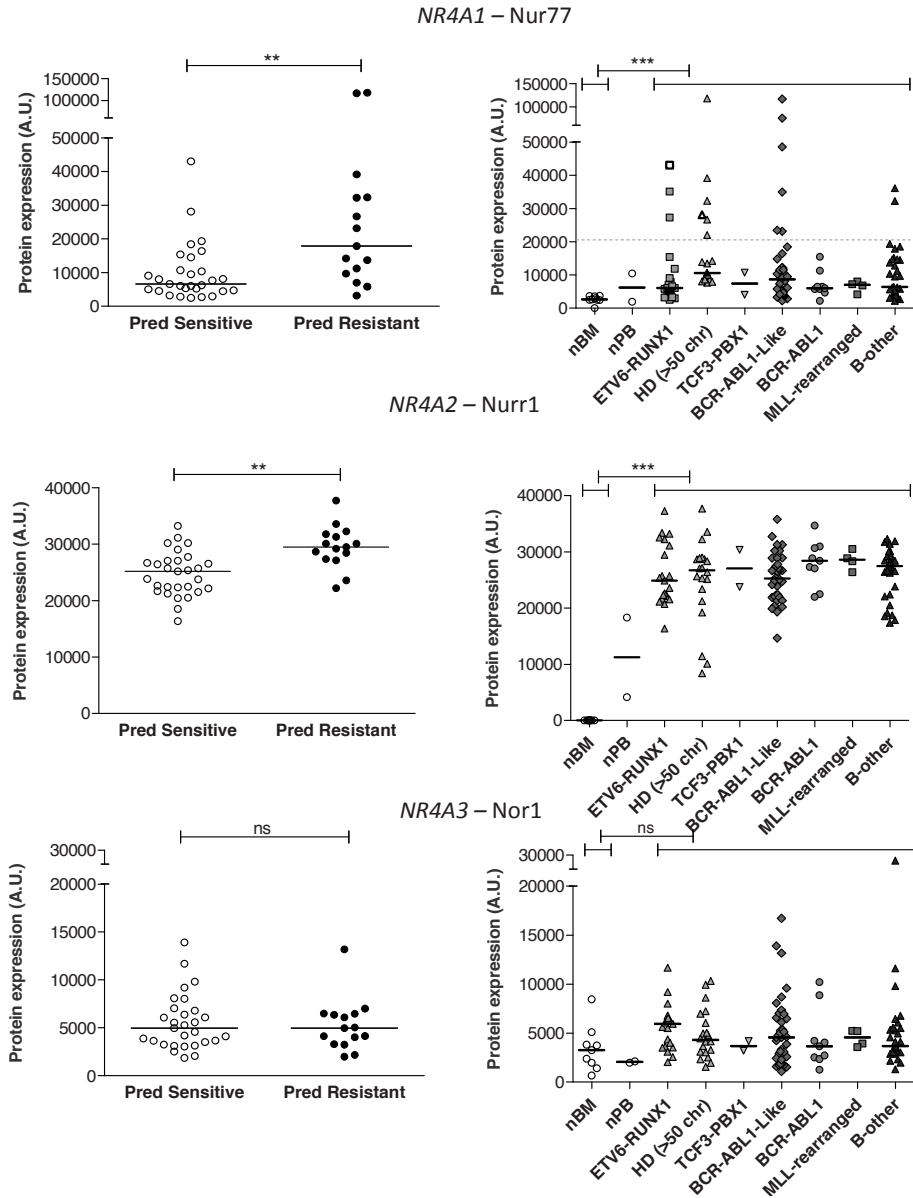 NR4A1 – Nur77
**
150000
100000
50000
40000
30000
20000
10000
0
Protein expression (A.U.)
Pred Sensitive
Pred Resistant
***
150000
100000
50000
40000
30000
20000
10000
0
Protein expression (A.U.)
nBM
nPB
ETV6-RUNX1
HD (>50 chr)
TCF3-PBX1
BCR-ABL1-Like
BCR-ABL1
MLL-rearranged
B-other
NR4A2 – Nurr1
**
40000
30000
20000
10000
0
Protein expression (A.U.)
Pred Sensitive
Pred Resistant
***
40000
30000
20000
10000
0
Protein expression (A.U.)
nBM
nPB
ETV6-RUNX1
HD (>50 chr)
TCF3-PBX1
BCR-ABL1-Like
BCR-ABL1
MLL-rearranged
B-other
NR4A3 – Nor1
ns
30000
20000
15000
10000
5000
0
Protein expression (A.U.)
Pred Sensitive
Pred Resistant
ns
30000
20000
15000
10000
5000
0
Protein expression (A.U.)
nBM
nPB
ETV6-RUNX1
HD (>50 chr)
TCF3-PBX1
BCR-ABL1-Like
BCR-ABL1
MLL-rearranged
B-other